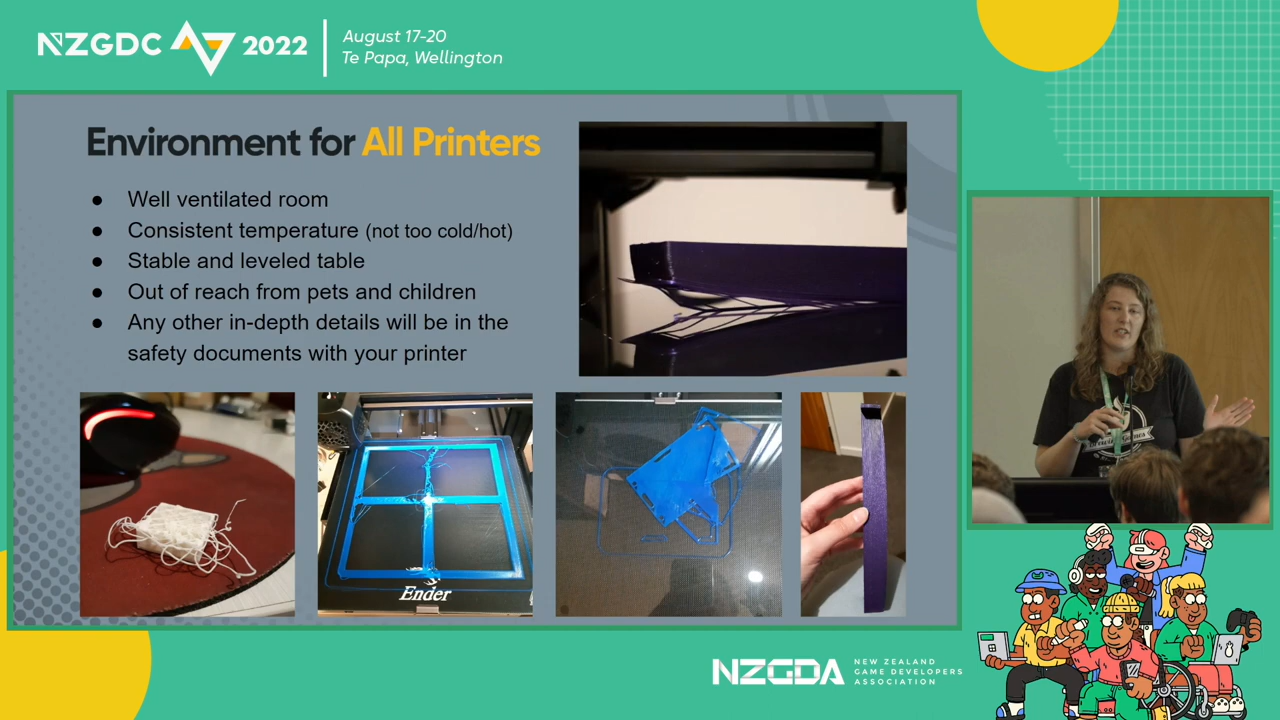 NZGDC 2022
August 17-20
Te Papa, Wellington
Environment for All Printers
● Well ventilated room
● Consistent temperature (not too cold/hot)
● Stable and leveled table
● Out of reach from pets and children
● Any other in-depth details will be in the
safety documents with your printer
Ender
NZGDA
NEW ZEALAND
GAME DEVELOPERS
ASSOCIATION